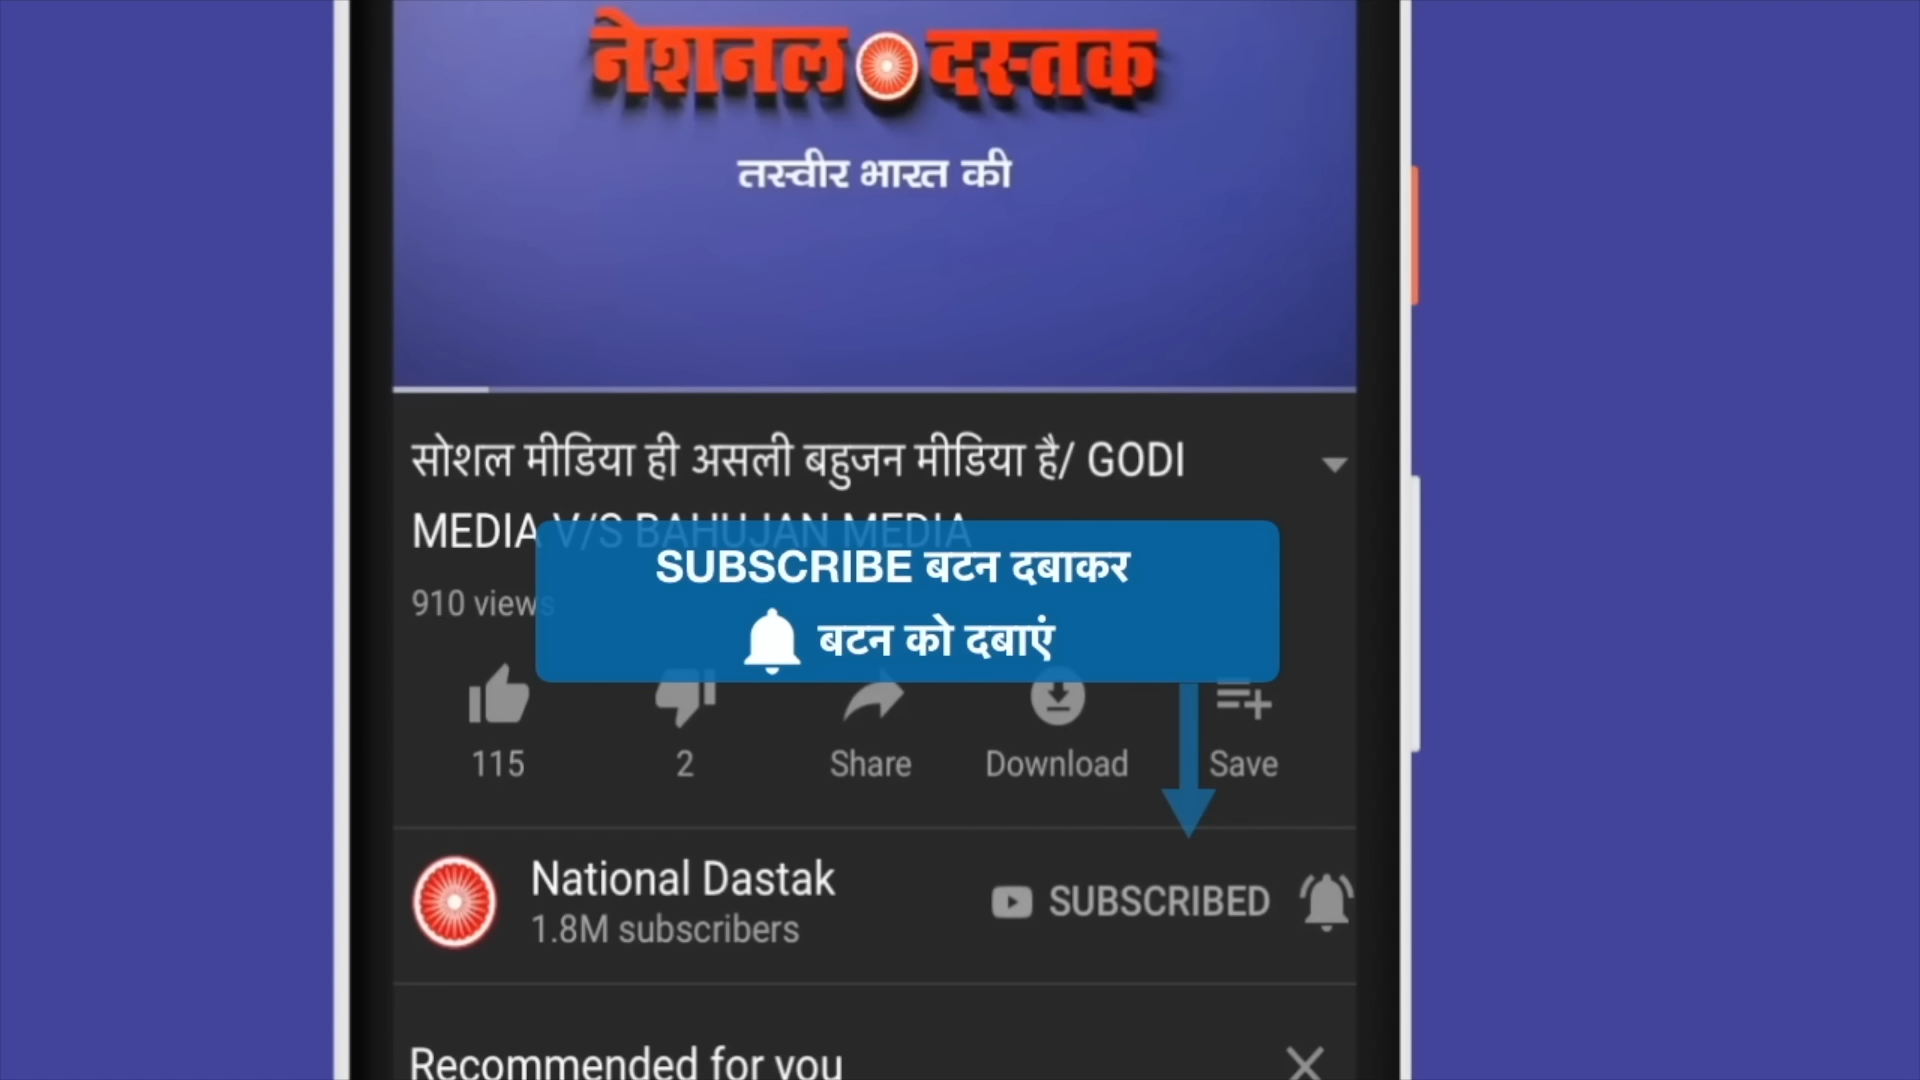 नेशनल दस्तक
तस्वीर भारत की
सोशल मीडिया ही असली बहुजन मीडिया है/ GODI
MEDIA V/S BAHUJAN MEDIA
910 views
SUBSCRIBE बटन दबाकर
बटन को दबाएं
115
2
Share
Download
Save
National Dastak
1.8M subscribers
SUBSCRIBED
Recommended for you